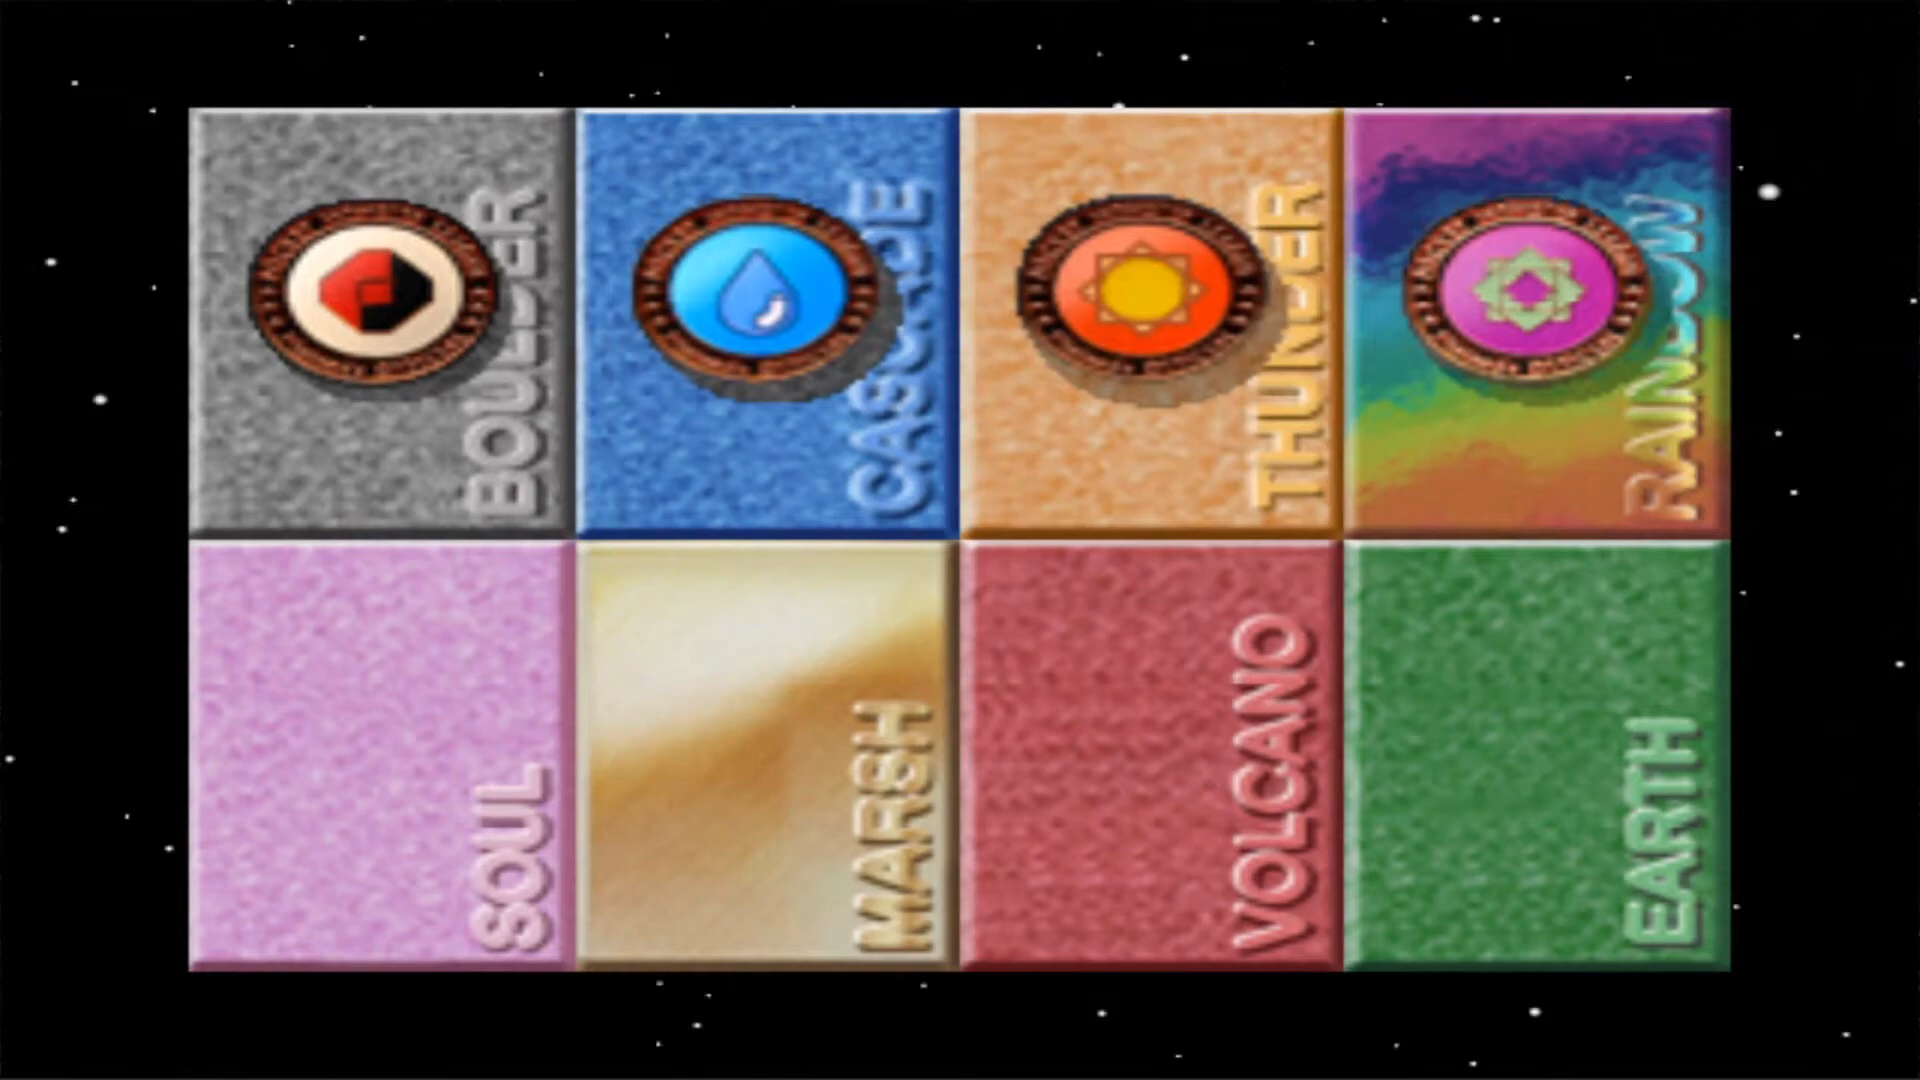 BOULDER
CASCADE
THUNDER
RAINBOW
SOUL
MARSH
VOLCANO
EARTH